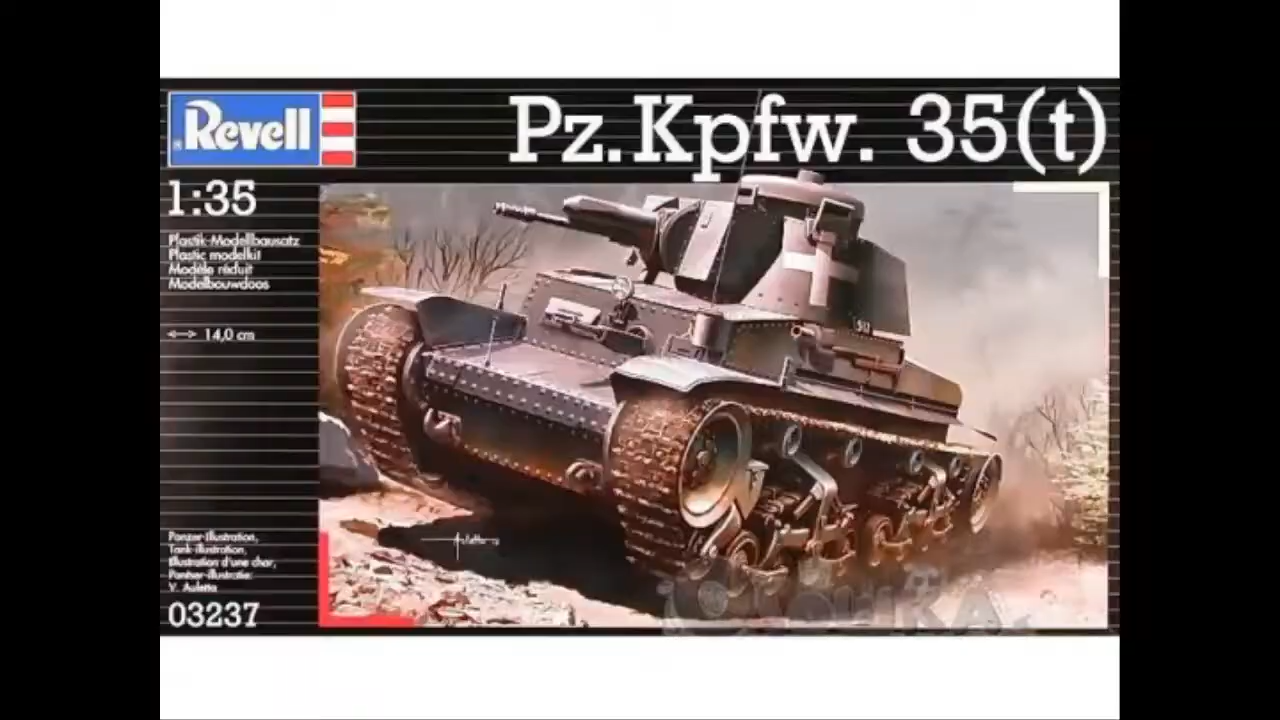 Revell
Pz.Kpfw. 35(t)
1:35
Plastik-Modellbausatz
Plastic modelkit
Modèle réduit
Modelbouwdoos
14,0 cm
507
Panzer-Illustration,
Tank-illustration,
Illustration d'une char,
Pantser-illustratie:
V. Auletta
03237